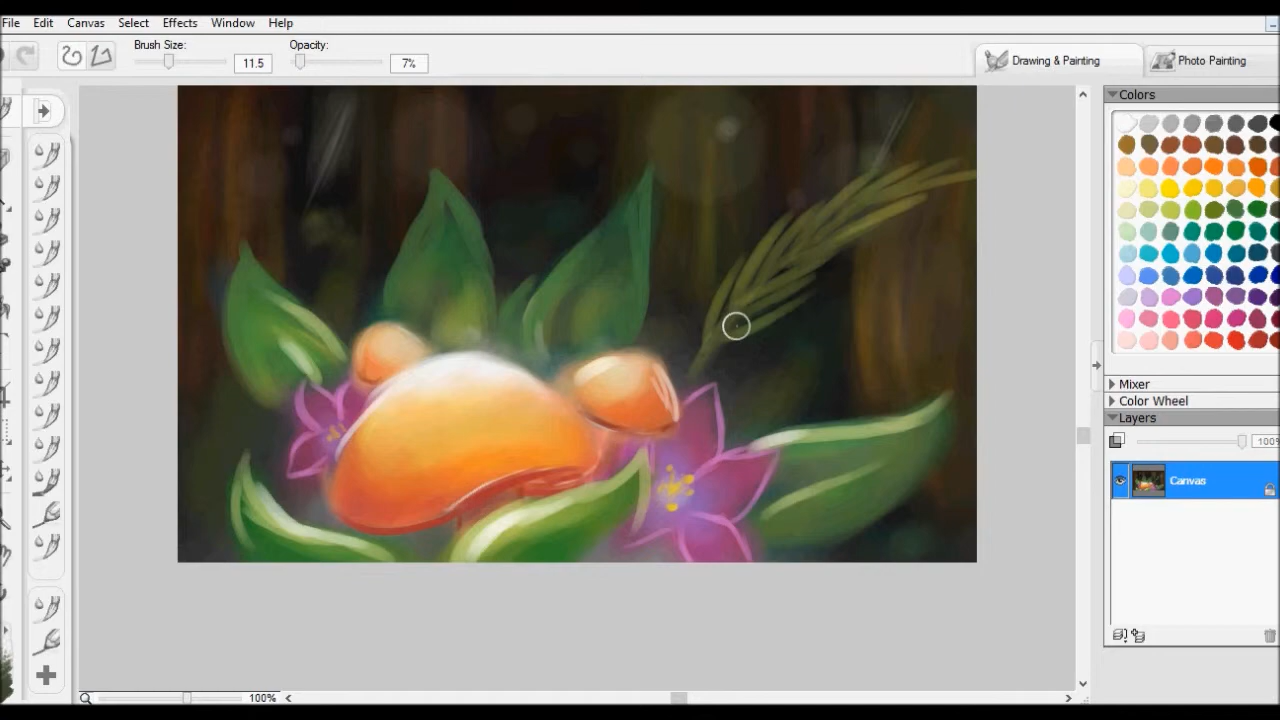 File Edit Canvas Select Effects Window Help
Brush Size: 11.5 Opacity: 7%
Drawing & Painting Photo Painting
Colors
Mixer
Color Wheel
Layers
100%
Canvas
100%